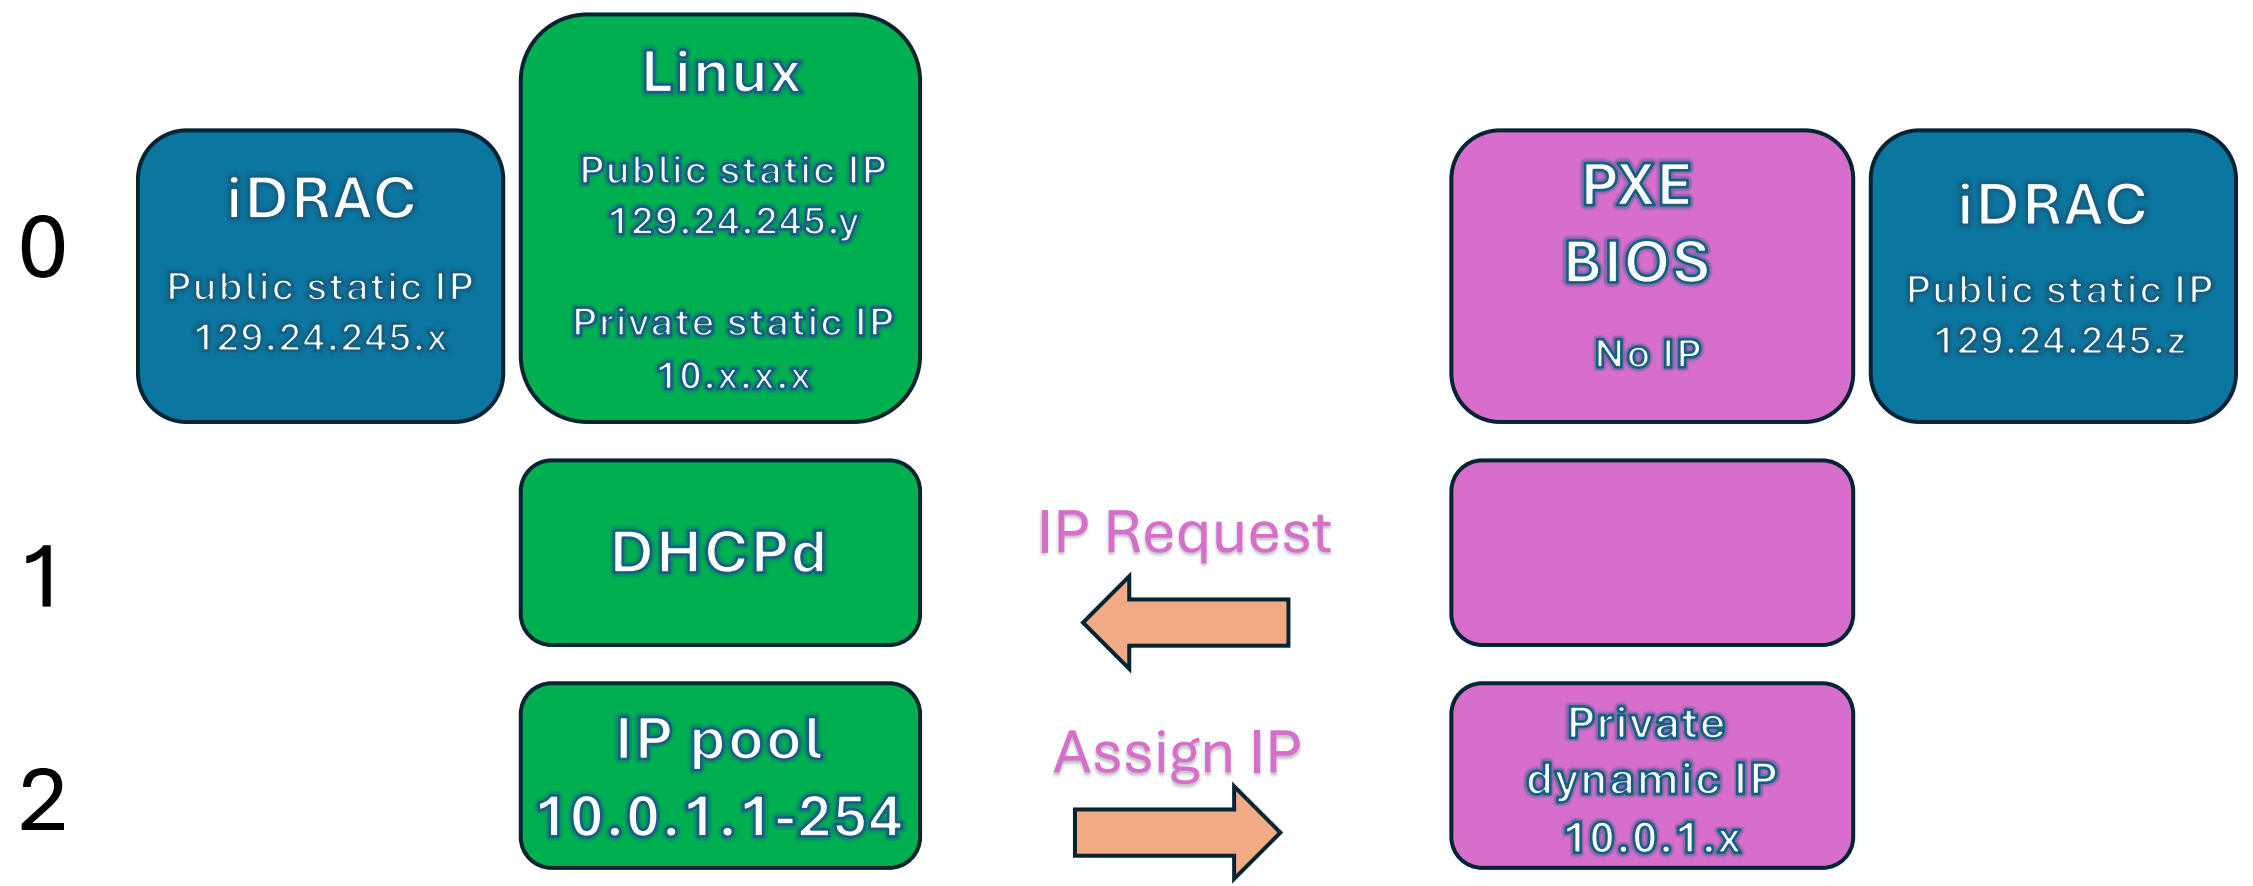 0
iDRAC
Public static IP
129.24.245.x
Linux
Public static IP
129.24.245.y
Private static IP
10.x.x.x
PXE
BIOS
No IP
iDRAC
Public static IP
129.24.245.z
1
DHCPd
IP Request
2
IP pool
10.0.1.1-254
Assign IP
Private
dynamic IP
10.0.1.x